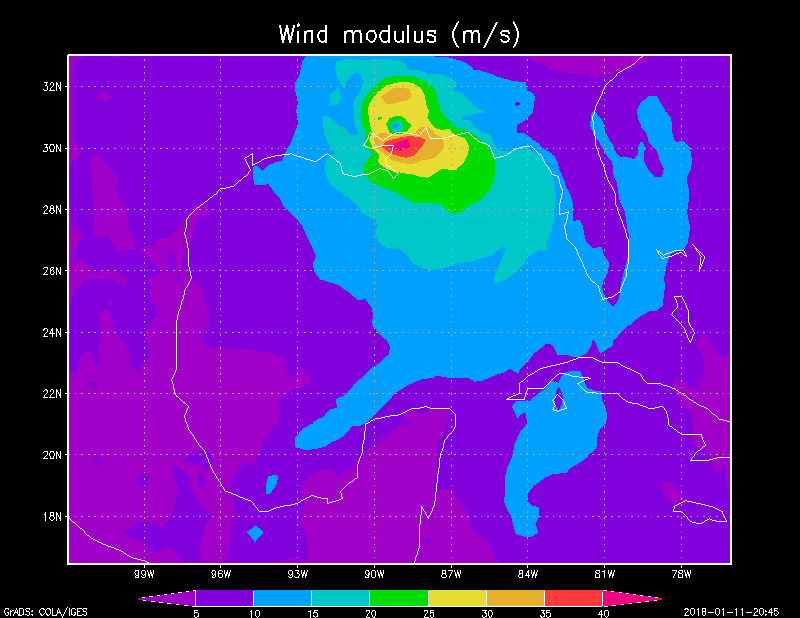 Wind modulus (m/s)
32N
30N
28N
26N
24N
22N
20N
18N
99W 96W 93W 90W 87W 84W 81W 78W
5 10 15 20 25 30 35 40
GrADS: COLA/IGES 2018-01-11-20:45